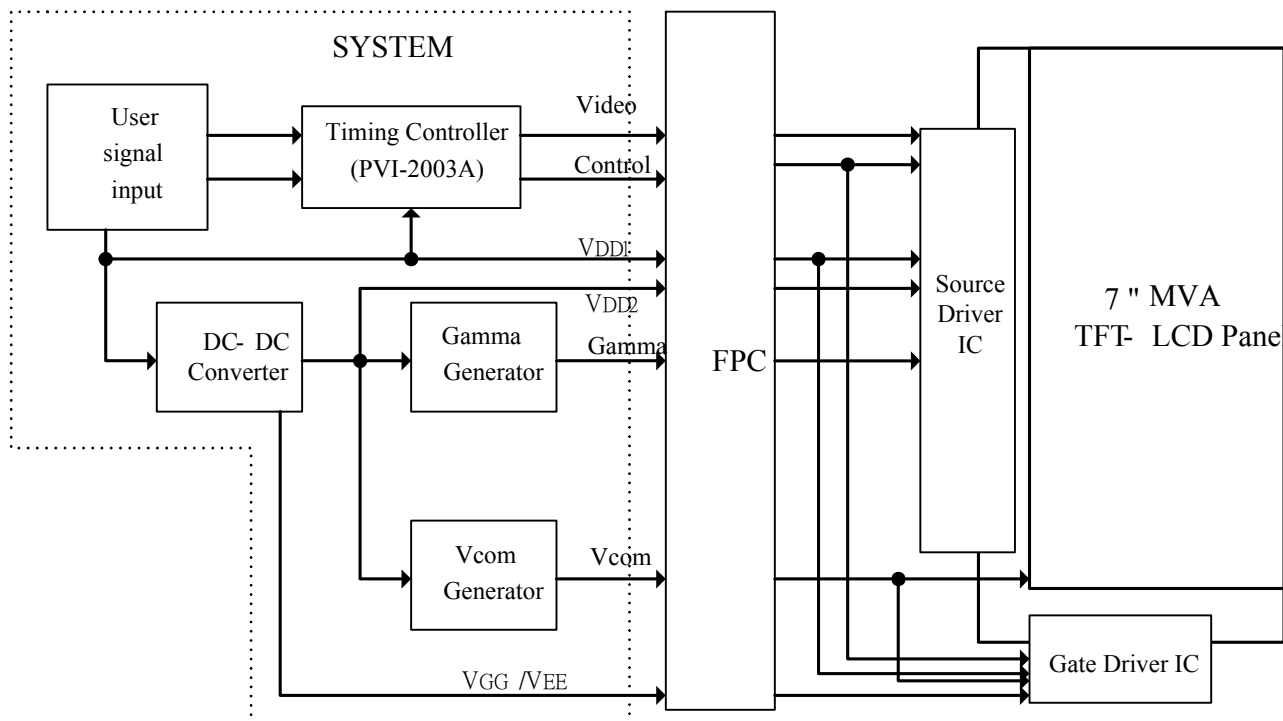 SYSTEM
User
signal
input
Timing Controller
(PVI-2003A)
Video
Control
VDD1
VDD2
DC- DC
Converter
Gamma
Generator
Gamma
FPC
Source
Driver
IC
7 " MVA
TFT- LCD Panel
Vcom
Generator
Vcom
VGG /VEE
Gate Driver IC